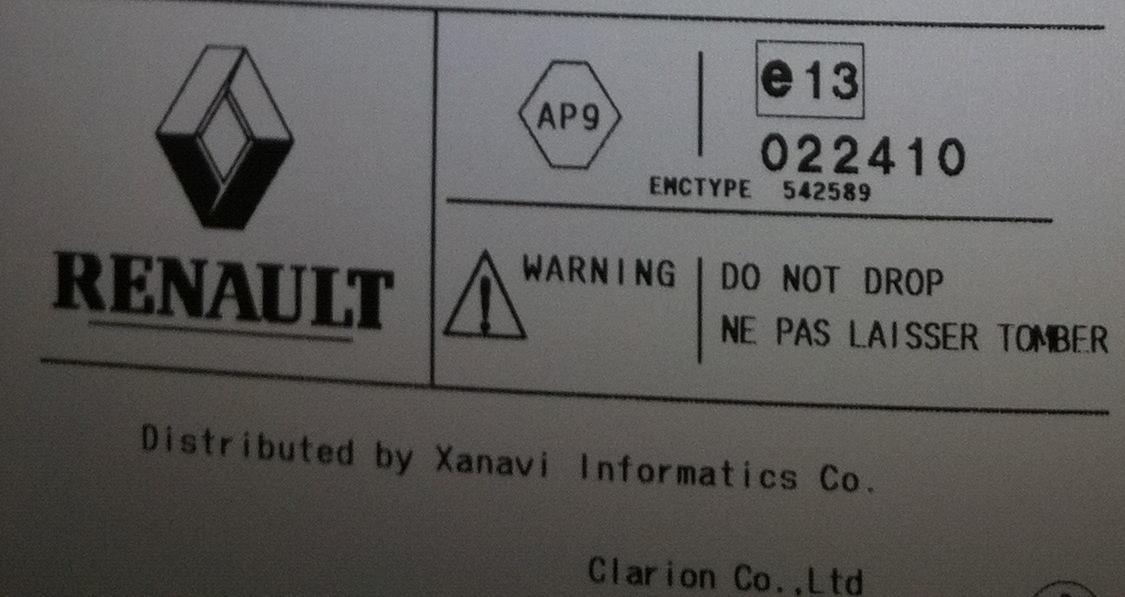 RENAULT
AP9
e13
022410
EMCTYPE 542589
WARNING
DO NOT DROP
NE PAS LAISSER TOMBER
Distributed by Xanavi Informatics Co.
Clarion Co.,Ltd